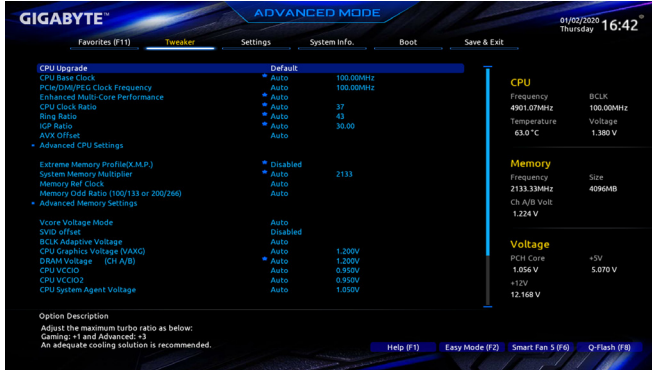 GIGABYTE™
ADVANCED MODE
01/02/2020
Thursday 16:42
Favorites (F11) Tweaker Settings System Info. Boot Save & Exit
CPU Upgrade Default
CPU Base Clock * Auto 100.00MHz
PCIe/DMI/PEG Clock Frequency Auto 100.00MHz
Enhanced Multi-Core Performance * Auto
CPU Clock Ratio * Auto 37
Ring Ratio * Auto 43
IGP Ratio * Auto 30.00
AVX Offset Auto
Advanced CPU Settings
Extreme Memory Profile(X.M.P.) * Disabled
System Memory Multiplier * Auto 2133
Memory Ref Clock Auto
Memory Odd Ratio (100/133 or 200/266) Auto
Advanced Memory Settings
Vcore Voltage Mode Auto
SVID offset Disabled
BCLK Adaptive Voltage Auto
CPU Graphics Voltage (VAXG) Auto 1.200V
DRAM Voltage (CH A/B) * Auto 1.200V
CPU VCCIO Auto 0.950V
CPU VCCIO2 Auto 0.950V
CPU System Agent Voltage Auto 1.050V
CPU
Frequency BCLK
4901.07MHz 100.00MHz
Temperature Voltage
63.0 °C 1.380 V
Memory
Frequency Size
2133.33MHz 4096MB
Ch A/B Volt
1.224 V
Voltage
PCH Core +5V
1.056 V 5.070 V
+12V
12.168 V
Option Description
Adjust the maximum turbo ratio as below:
Gaming: +1 and Advanced: +3
An adequate cooling solution is recommended.
Help (F1) Easy Mode (F2) Smart Fan 5 (F6) Q-Flash (F8)